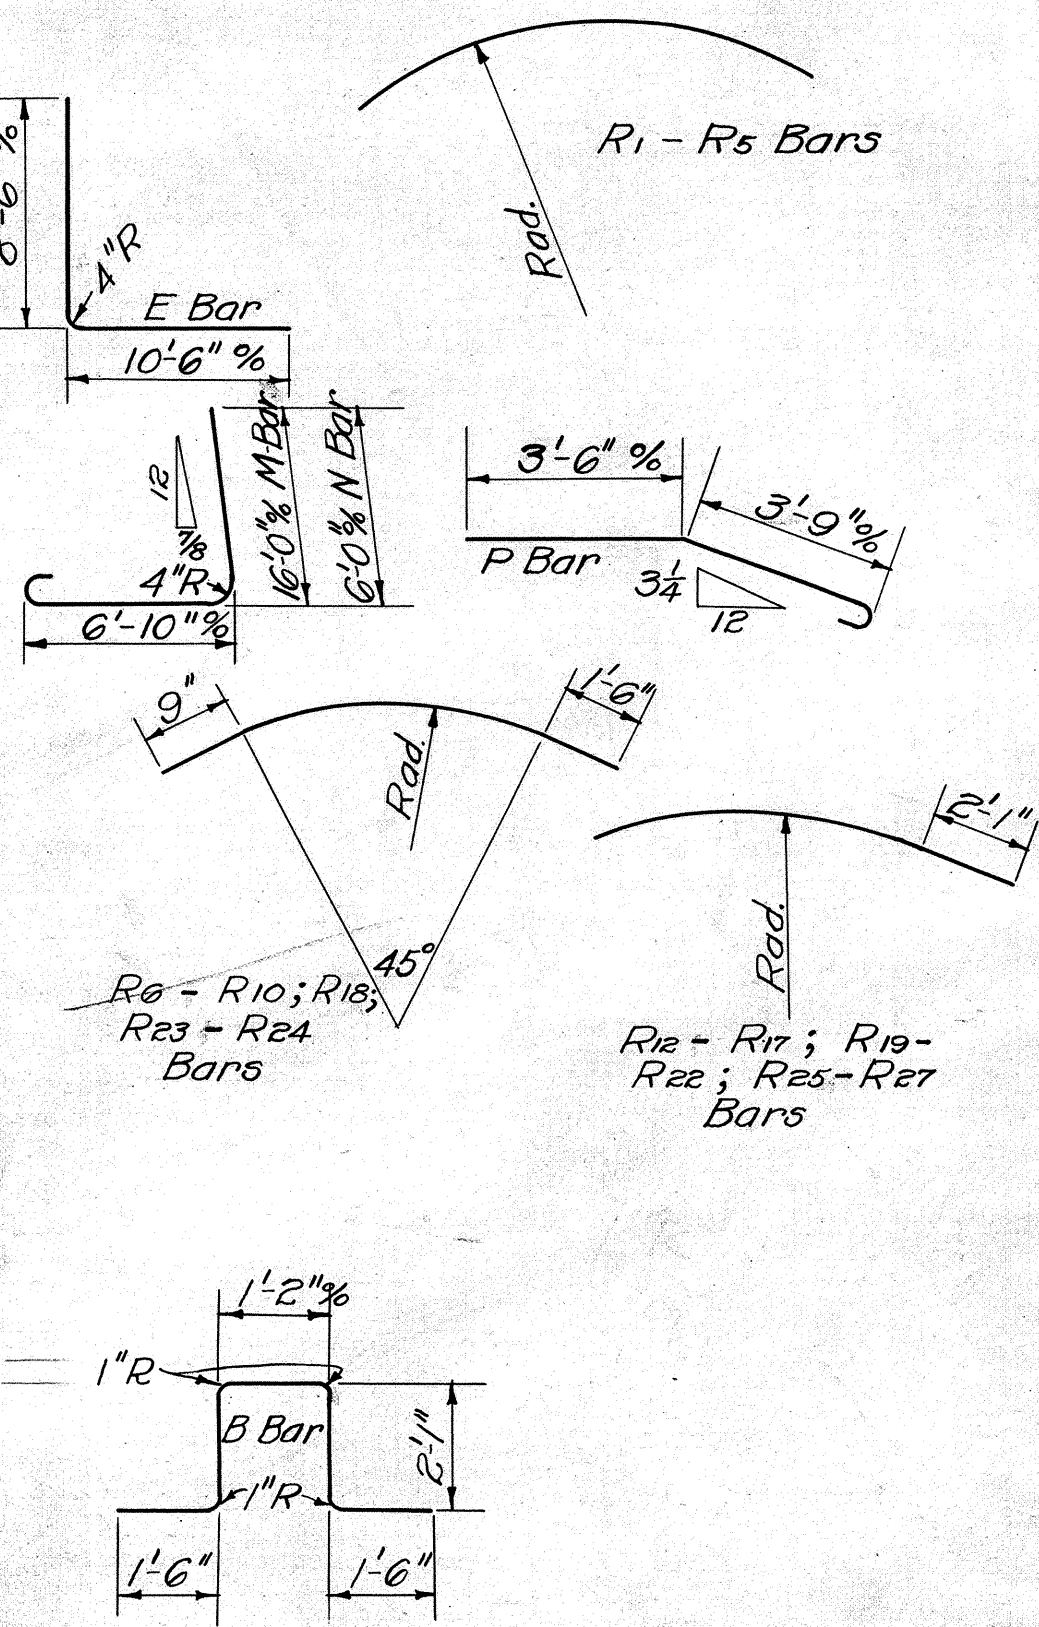 R1 - R5 Bars
Rad.
4"R
E Bar
10'-6" %
12
7/8
4"R
16'-0"% M-Bar
6'-0"% N Bar
6'-10"%
3'-6" %
3'-9"%
P Bar
3 1/4
12
9"
1'-6"
Rad.
45°
R6 - R10; R18;
R23 - R24
Bars
2'-1"
Rad.
R12 - R17; R19-
R22; R25-R27
Bars
1'-2"%
1"R
B Bar
2'-1"
1"R
1'-6"
1'-6"